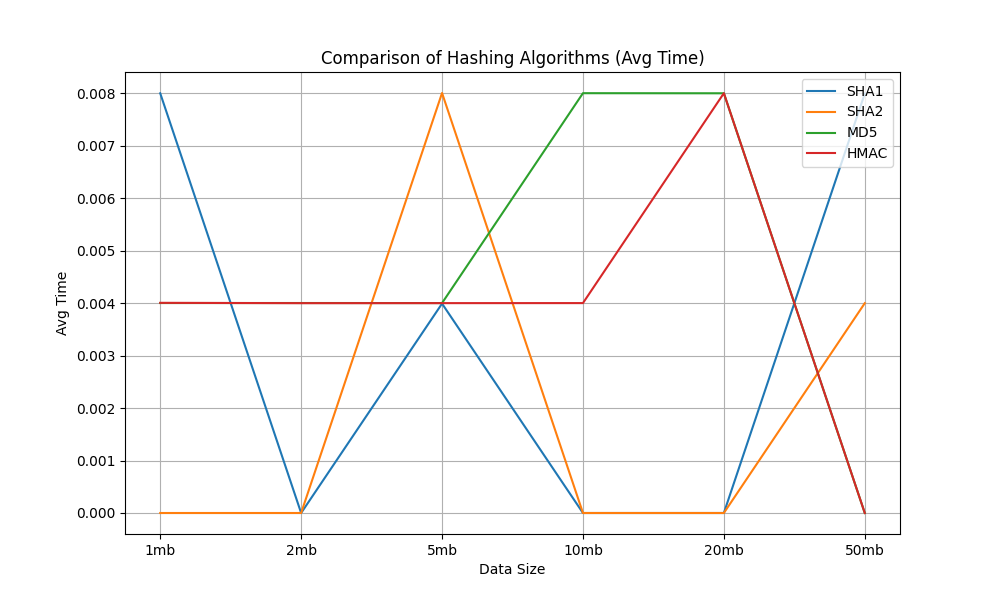 Comparison of Hashing Algorithms (Avg Time)
0.008
0.007
0.006
0.005
0.004
0.003
0.002
0.001
0.000
Avg Time
SHA1
SHA2
MD5
HMAC
1mb 2mb 5mb 10mb 20mb 50mb
Data Size